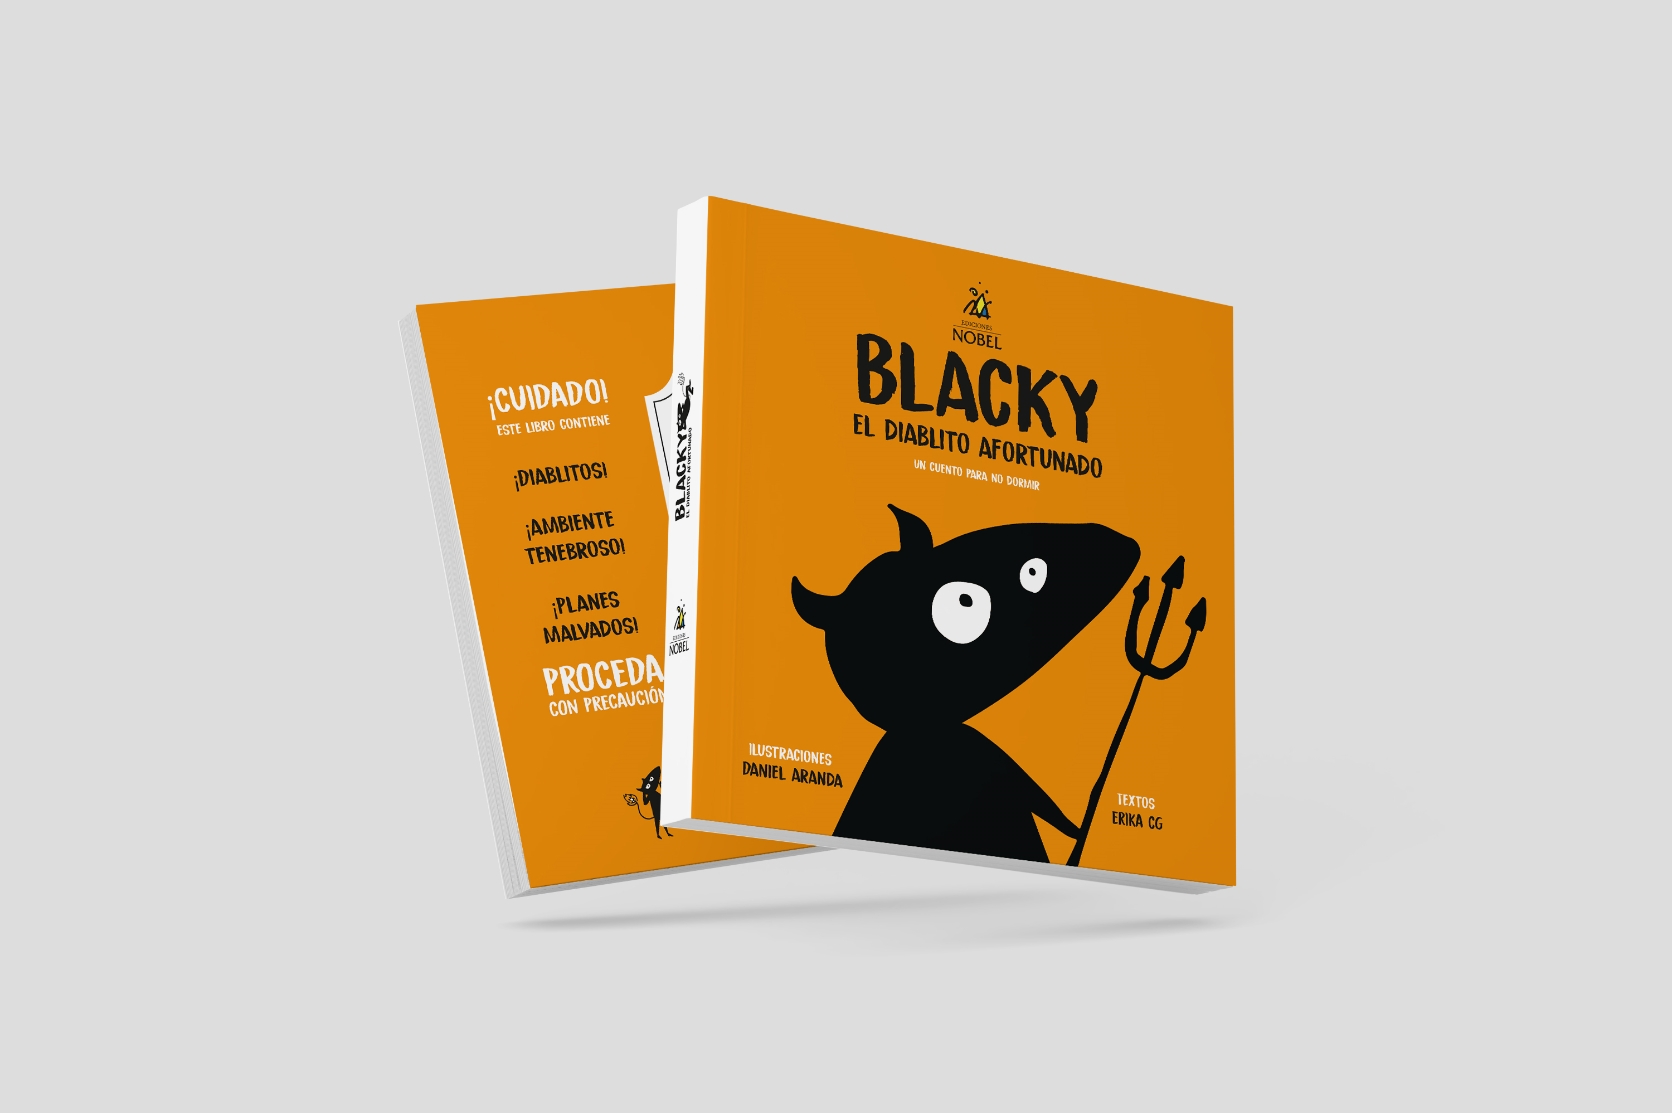 ¡CUIDADO!
ESTE LIBRO CONTIENE
¡DIABLITOS!
¡AMBIENTE
TENEBROSO!
¡PLANES
MALVADOS!
PROCEDA
CON PRECAUCIÓN
BLACKY
EL DIABLITO AFORTUNADO
EDICIONES
NOBEL
EDICIONES
NOBEL
BLACKY
EL DIABLITO AFORTUNADO
UN CUENTO PARA NO DORMIR
ILUSTRACIONES
DANIEL ARANDA
TEXTOS
ERIKA CG